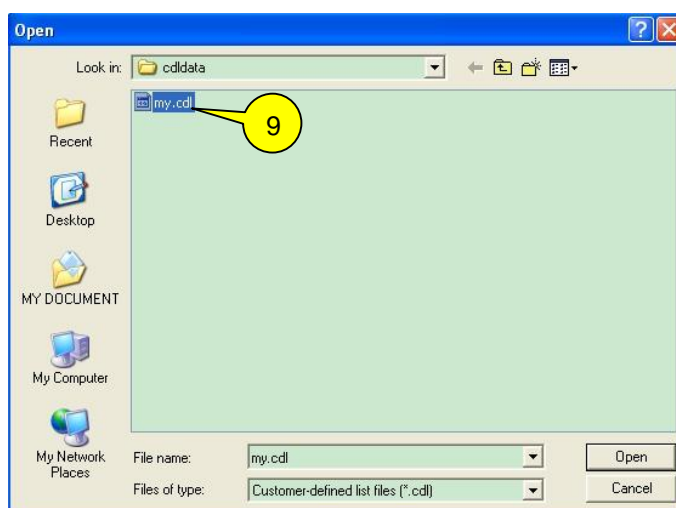 Open
Look in: cdldata
my.cdl
9
Recent
Desktop
MY DOCUMENT
My Computer
My Network
Places
File name: my.cdl Open
Files of type: Customer-defined list files (*.cdl) Cancel